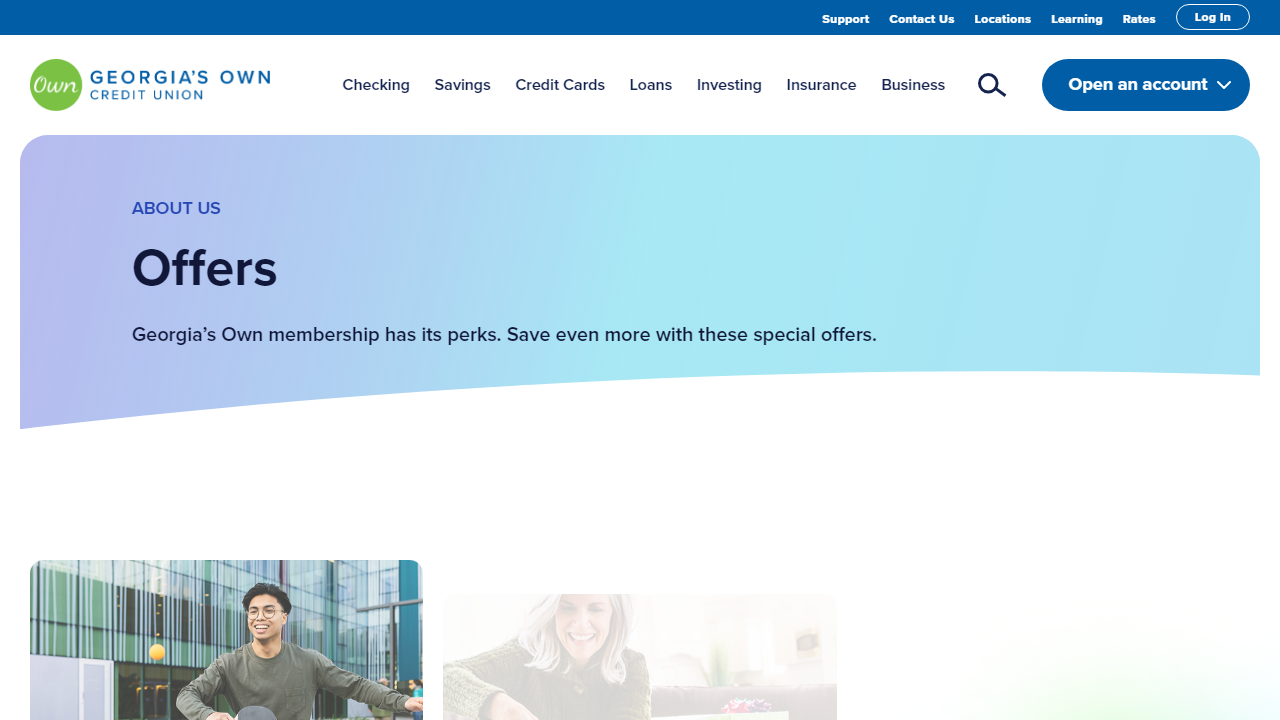 Support Contact Us Locations Learning Rates Log In
Own GEORGIA'S OWN
CREDIT UNION
Checking Savings Credit Cards Loans Investing Insurance Business Open an account
ABOUT US
Offers
Georgia’s Own membership has its perks. Save even more with these special offers.